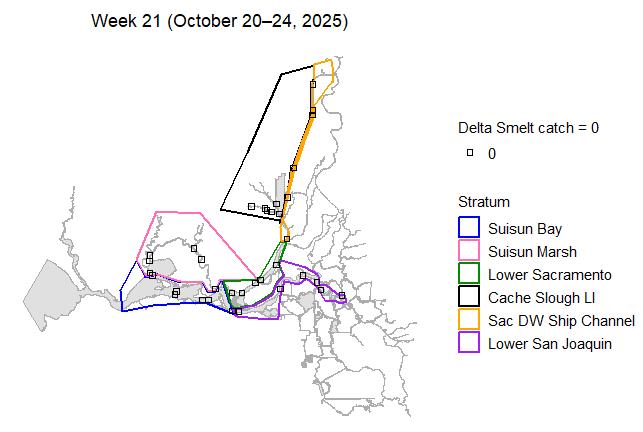 Week 21 (October 20–24, 2025)
Delta Smelt catch = 0
0
Stratum
Suisun Bay
Suisun Marsh
Lower Sacramento
Cache Slough LI
Sac DW Ship Channel
Lower San Joaquin